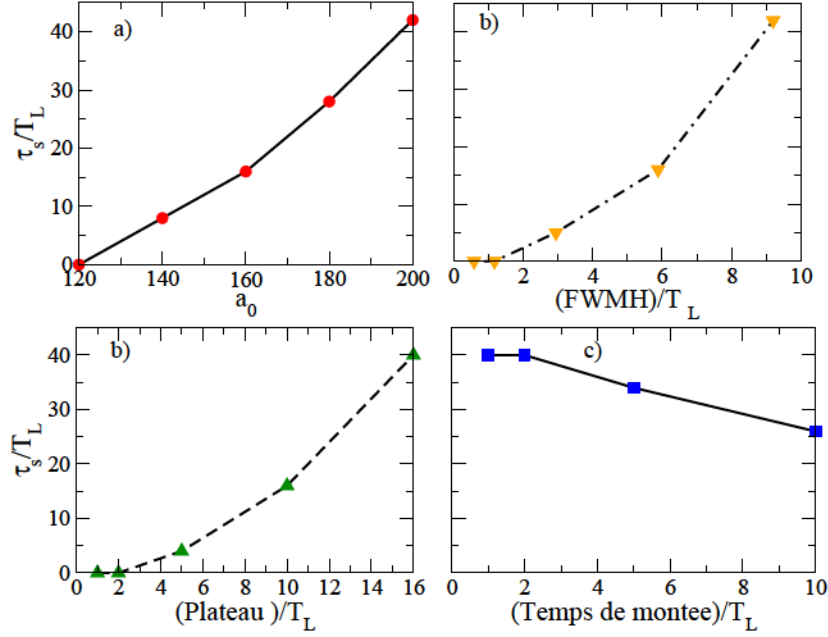 a)
τs/TL
40
30
20
10
0
120 140 160 180 200
a0
b)
0 2 4 6 8 10
(FWMH)/TL
b)
τs/TL
40
30
20
10
0
0 2 4 6 8 10 12 14 16
(Plateau )/TL
c)
0 2 4 6 8 10
(Temps de montee)/TL